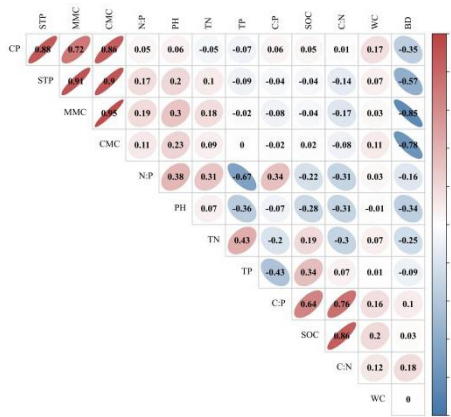 STP MMC CMC N:P PH TN TP C:P SOC C:N WC BD
CP 0.88 0.72 0.86 0.05 0.06 -0.05 -0.07 0.06 0.05 0.01 0.17 -0.35
STP 0.91 0.9 0.17 0.2 0.1 -0.09 -0.04 -0.04 -0.14 0.07 -0.57
MMC 0.95 0.19 0.3 0.18 -0.02 -0.08 -0.04 -0.17 0.03 -0.85
CMC 0.11 0.23 0.09 0 -0.02 0.02 -0.08 0.11 -0.78
N:P 0.38 0.31 -0.67 0.34 -0.22 -0.31 0.03 -0.16
PH 0.07 -0.36 -0.07 -0.28 -0.31 -0.01 -0.34
TN 0.43 -0.2 0.19 -0.3 0.07 -0.25
TP -0.43 0.34 0.07 0.01 -0.09
C:P 0.64 0.76 0.16 0.1
SOC 0.86 0.2 0.03
C:N 0.12 0.18
WC 0